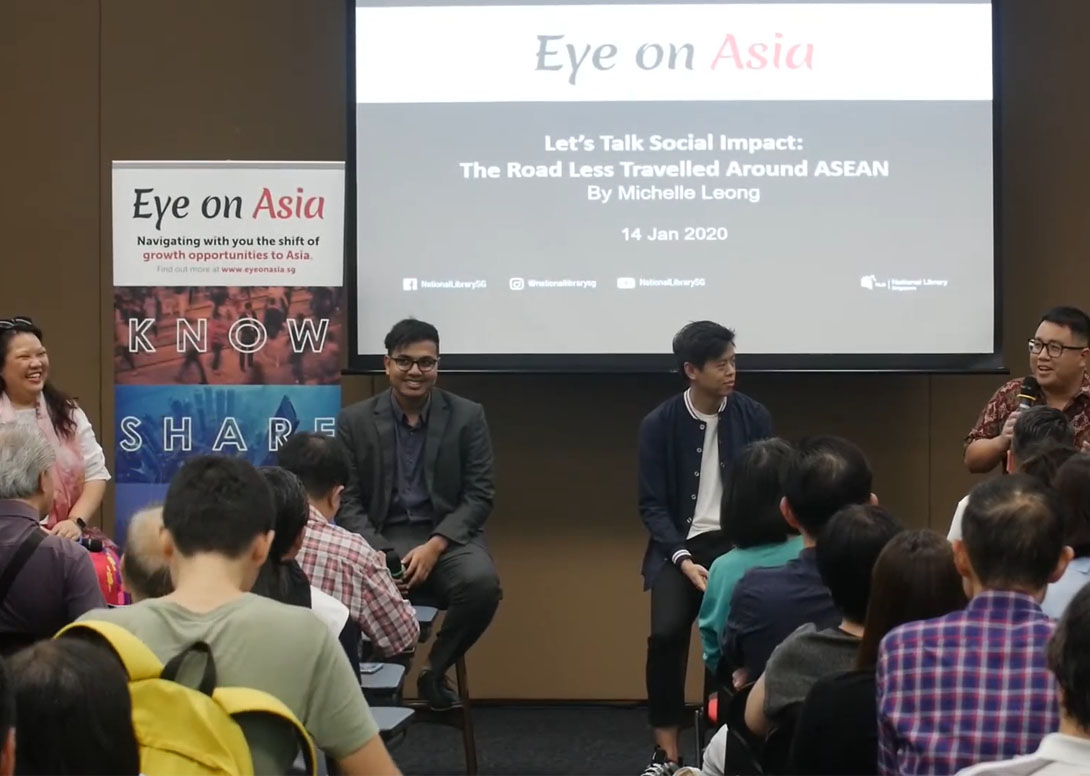 Eye on Asia
Let's Talk Social Impact:
The Road Less Travelled Around ASEAN
By Michelle Leong
14 Jan 2020
NationalLibrarySG
@nationallibrarysg
NationalLibrarySG
National Library
Singapore
Eye on Asia
Navigating with you the shift of
growth opportunities to Asia.
Find out more at www.eyeonasia.sg
KNOW
SHARE